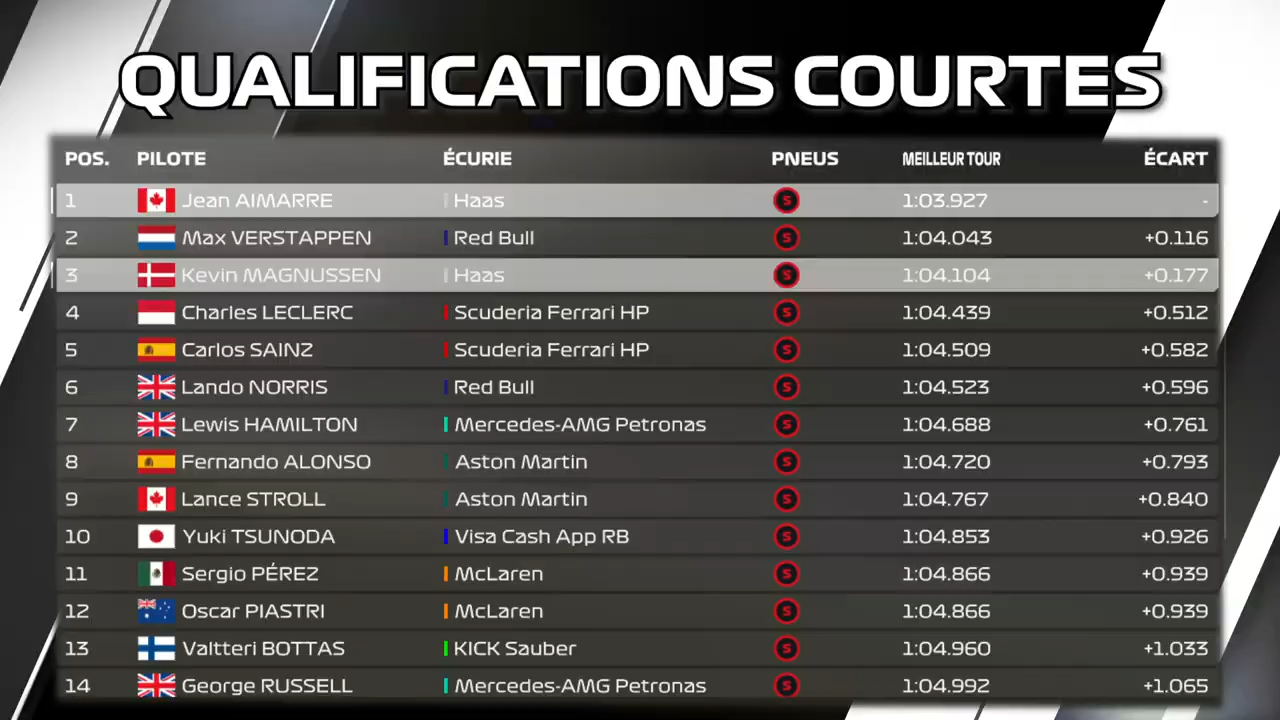 QUALIFICATIONS COURTES
POS. PILOTE ÉCURIE PNEUS MEILLEUR TOUR ÉCART
1 Jean AIMARRE Haas S 1:03.927 -
2 Max VERSTAPPEN Red Bull S 1:04.043 +0.116
3 Kevin MAGNUSSEN Haas S 1:04.104 +0.177
4 Charles LECLERC Scuderia Ferrari HP S 1:04.439 +0.512
5 Carlos SAINZ Scuderia Ferrari HP S 1:04.509 +0.582
6 Lando NORRIS Red Bull S 1:04.523 +0.596
7 Lewis HAMILTON Mercedes-AMG Petronas S 1:04.688 +0.761
8 Fernando ALONSO Aston Martin S 1:04.720 +0.793
9 Lance STROLL Aston Martin S 1:04.767 +0.840
10 Yuki TSUNODA Visa Cash App RB S 1:04.853 +0.926
11 Sergio PÉREZ McLaren S 1:04.866 +0.939
12 Oscar PIASTRI McLaren S 1:04.866 +0.939
13 Valtteri BOTTAS KICK Sauber S 1:04.960 +1.033
14 George RUSSELL Mercedes-AMG Petronas S 1:04.992 +1.065